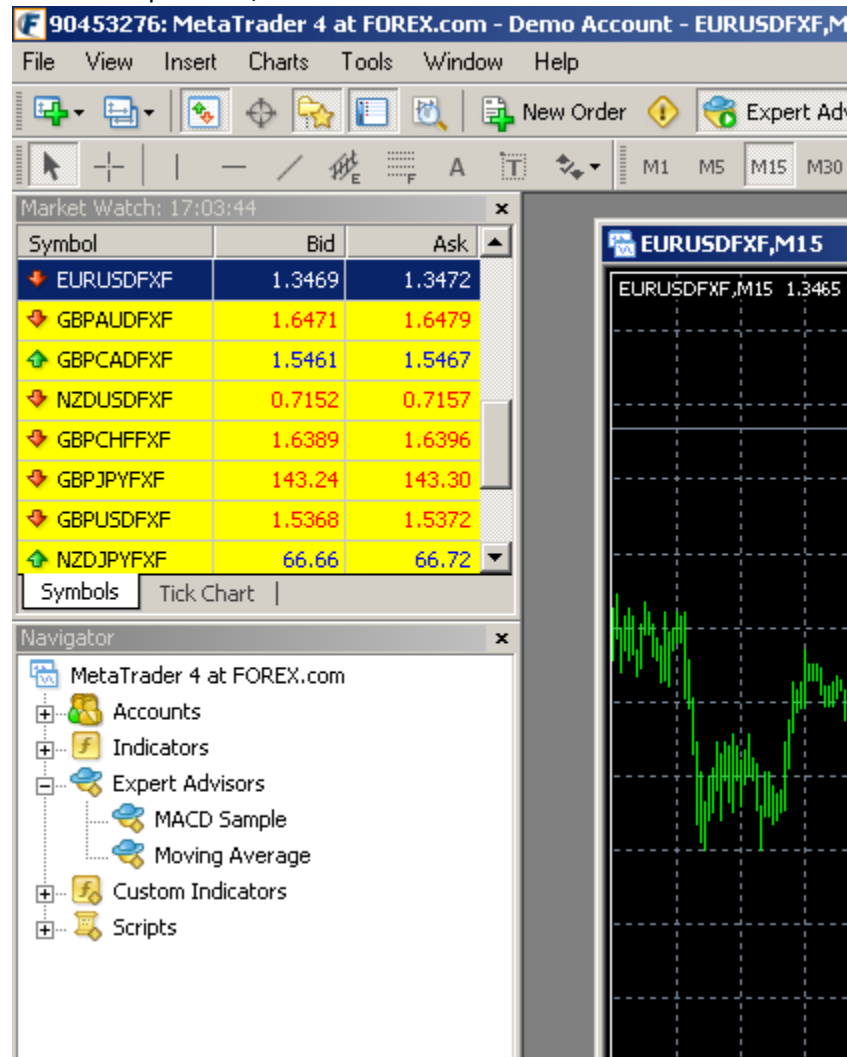 90453276: MetaTrader 4 at FOREX.com - Demo Account - EURUSDFXF,M
File View Insert Charts Tools Window Help
New Order Expert Adv
E F A T M1 M5 M15 M30
Market Watch: 17:03:44
Symbol Bid Ask
EURUSDFXF 1.3469 1.3472
GBPAUDFXF 1.6471 1.6479
GBPCADFXF 1.5461 1.5467
NZDUSDFXF 0.7152 0.7157
GBPCHFFXF 1.6389 1.6396
GBPJPYFXF 143.24 143.30
GBPUSDFXF 1.5368 1.5372
NZDJPYFXF 66.66 66.72
Symbols Tick Chart
Navigator
MetaTrader 4 at FOREX.com
Accounts
Indicators
Expert Advisors
MACD Sample
Moving Average
Custom Indicators
Scripts
EURUSDFXF,M15
EURUSDFXF,M15 1.3465